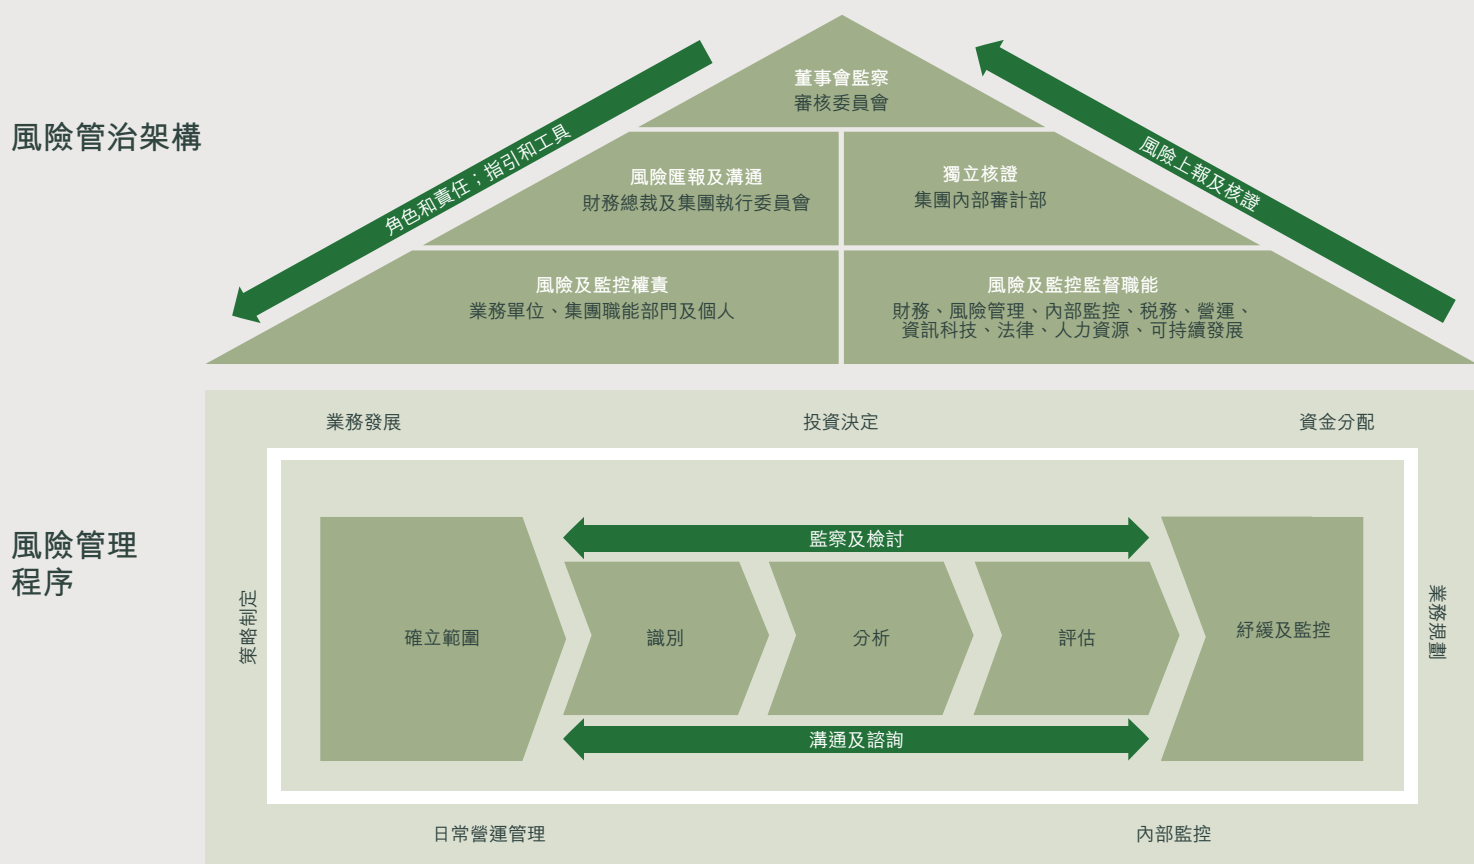 風險管治架構
角色和責任；指引和工具
風險上報及核證
董事會監察
審核委員會
風險匯報及溝通
財務總裁及集團執行委員會
獨立核證
集團內部審計部
風險及監控權責
業務單位、集團職能部門及個人
風險及監控監督職能
財務、風險管理、內部監控、税務、營運、
資訊科技、法律、人力資源、可持續發展
風險管理
程序
業務發展
投資決定
資金分配
策略制定
業務規劃
監察及檢討
確立範圍
識別
分析
評估
紓緩及監控
溝通及諮詢
日常營運管理
內部監控